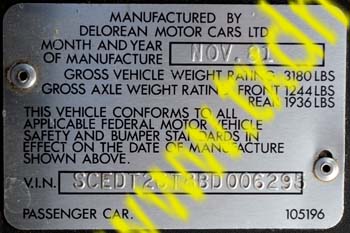 MANUFACTURED BY
DELOREAN MOTOR CARS LTD
MONTH AND YEAR
OF MANUFACTURE NOV. 81
GROSS VEHICLE WEIGHT RATING 3180 LBS
GROSS AXLE WEIGHT RATING FRONT 1244 LBS
REAR 1936 LBS
THIS VEHICLE CONFORMS TO ALL
APPLICABLE FEDERAL MOTOR VEHICLE
SAFETY AND BUMPER STANDARDS IN
EFFECT ON THE DATE OF MANUFACTURE
SHOWN ABOVE.
V.I.N.
PASSENGER CAR. 105196